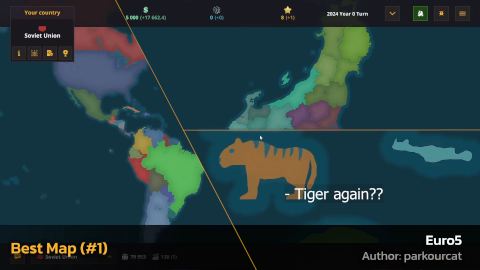 Your country
Soviet Union
5 000 (+17 662,4)
0 (+0)
8 (+1)
2024 Year 0 Turn
- Tiger again??
Best Map (#1)
Euro5
Author: parkourcat